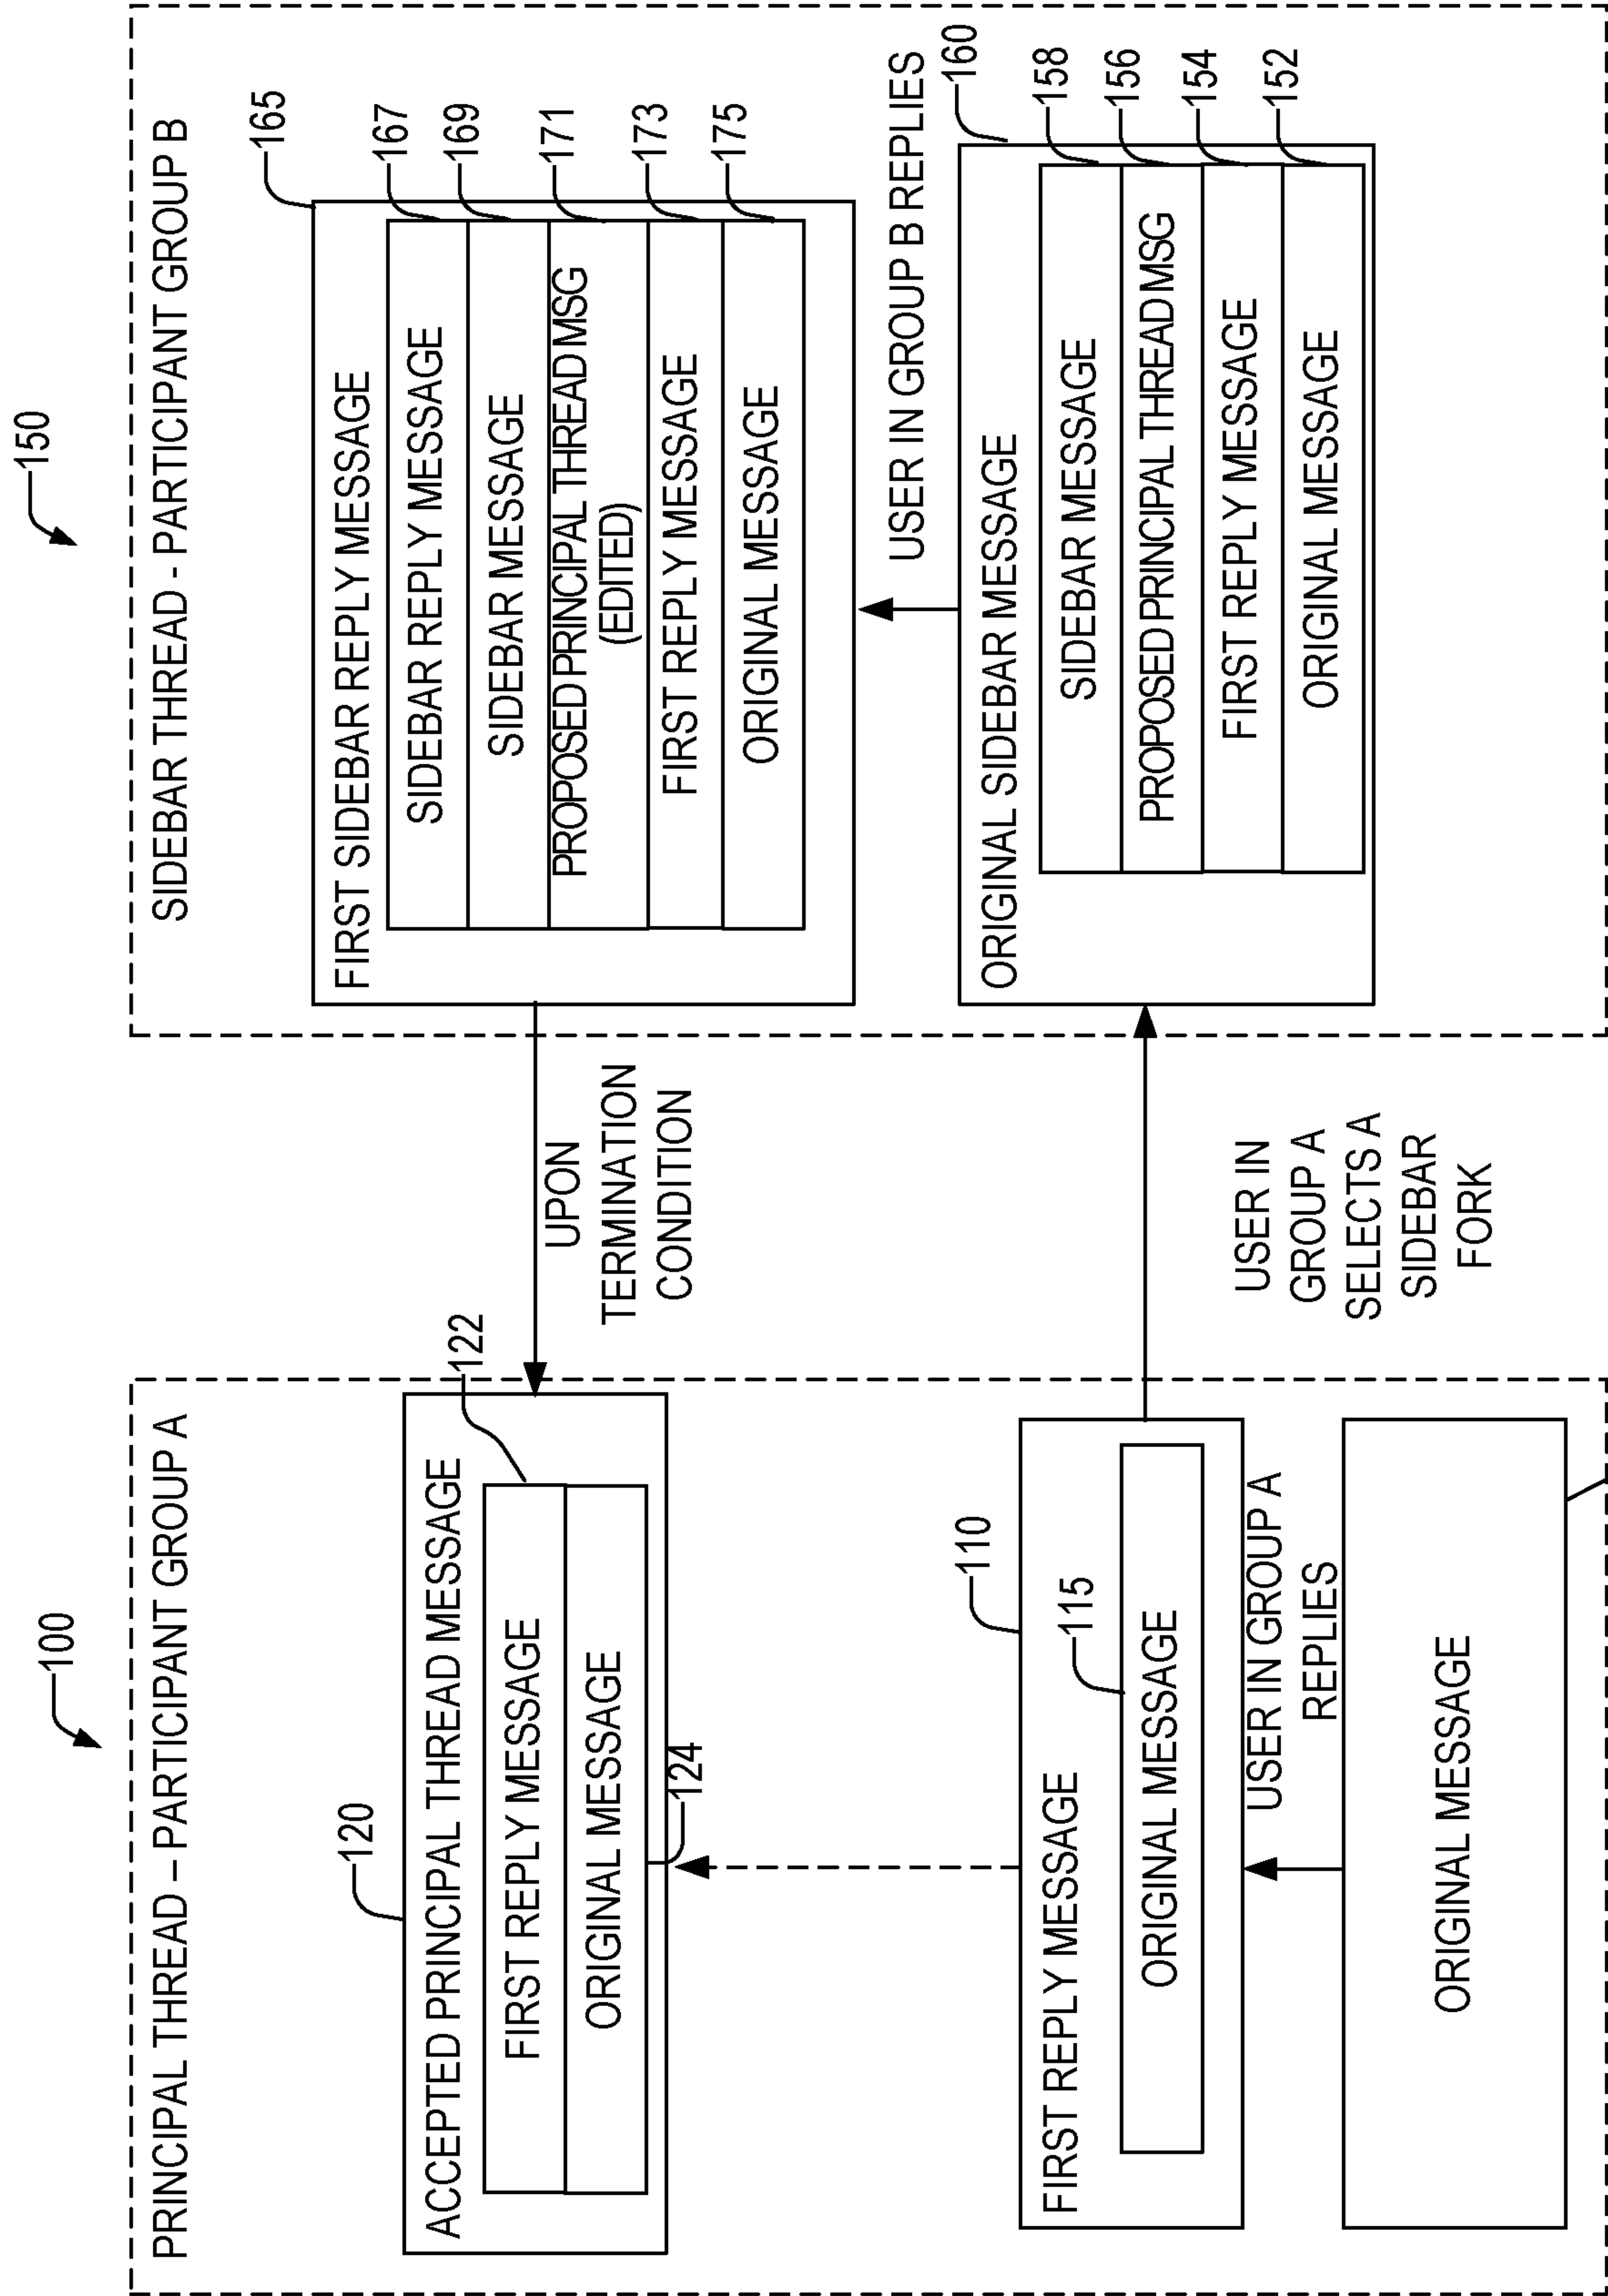 100
PRINCIPAL THREAD – PARTICIPANT GROUP A
120
ACCEPTED PRINCIPAL THREAD MESSAGE
122
FIRST REPLY MESSAGE
ORIGINAL MESSAGE
124
110
FIRST REPLY MESSAGE
115
ORIGINAL MESSAGE
USER IN GROUP A
REPLIES
ORIGINAL MESSAGE
UPON
TERMINATION
CONDITION
USER IN
GROUP A
SELECTS A
SIDEBAR
FORK
150
SIDEBAR THREAD - PARTICIPANT GROUP B
165
FIRST SIDEBAR REPLY MESSAGE
167
SIDEBAR REPLY MESSAGE
169
SIDEBAR MESSAGE
171
PROPOSED PRINCIPAL THREAD MSG
(EDITED)
173
FIRST REPLY MESSAGE
175
ORIGINAL MESSAGE
USER IN GROUP B REPLIES
160
ORIGINAL SIDEBAR MESSAGE
158
SIDEBAR MESSAGE
156
PROPOSED PRINCIPAL THREAD MSG
154
FIRST REPLY MESSAGE
152
ORIGINAL MESSAGE